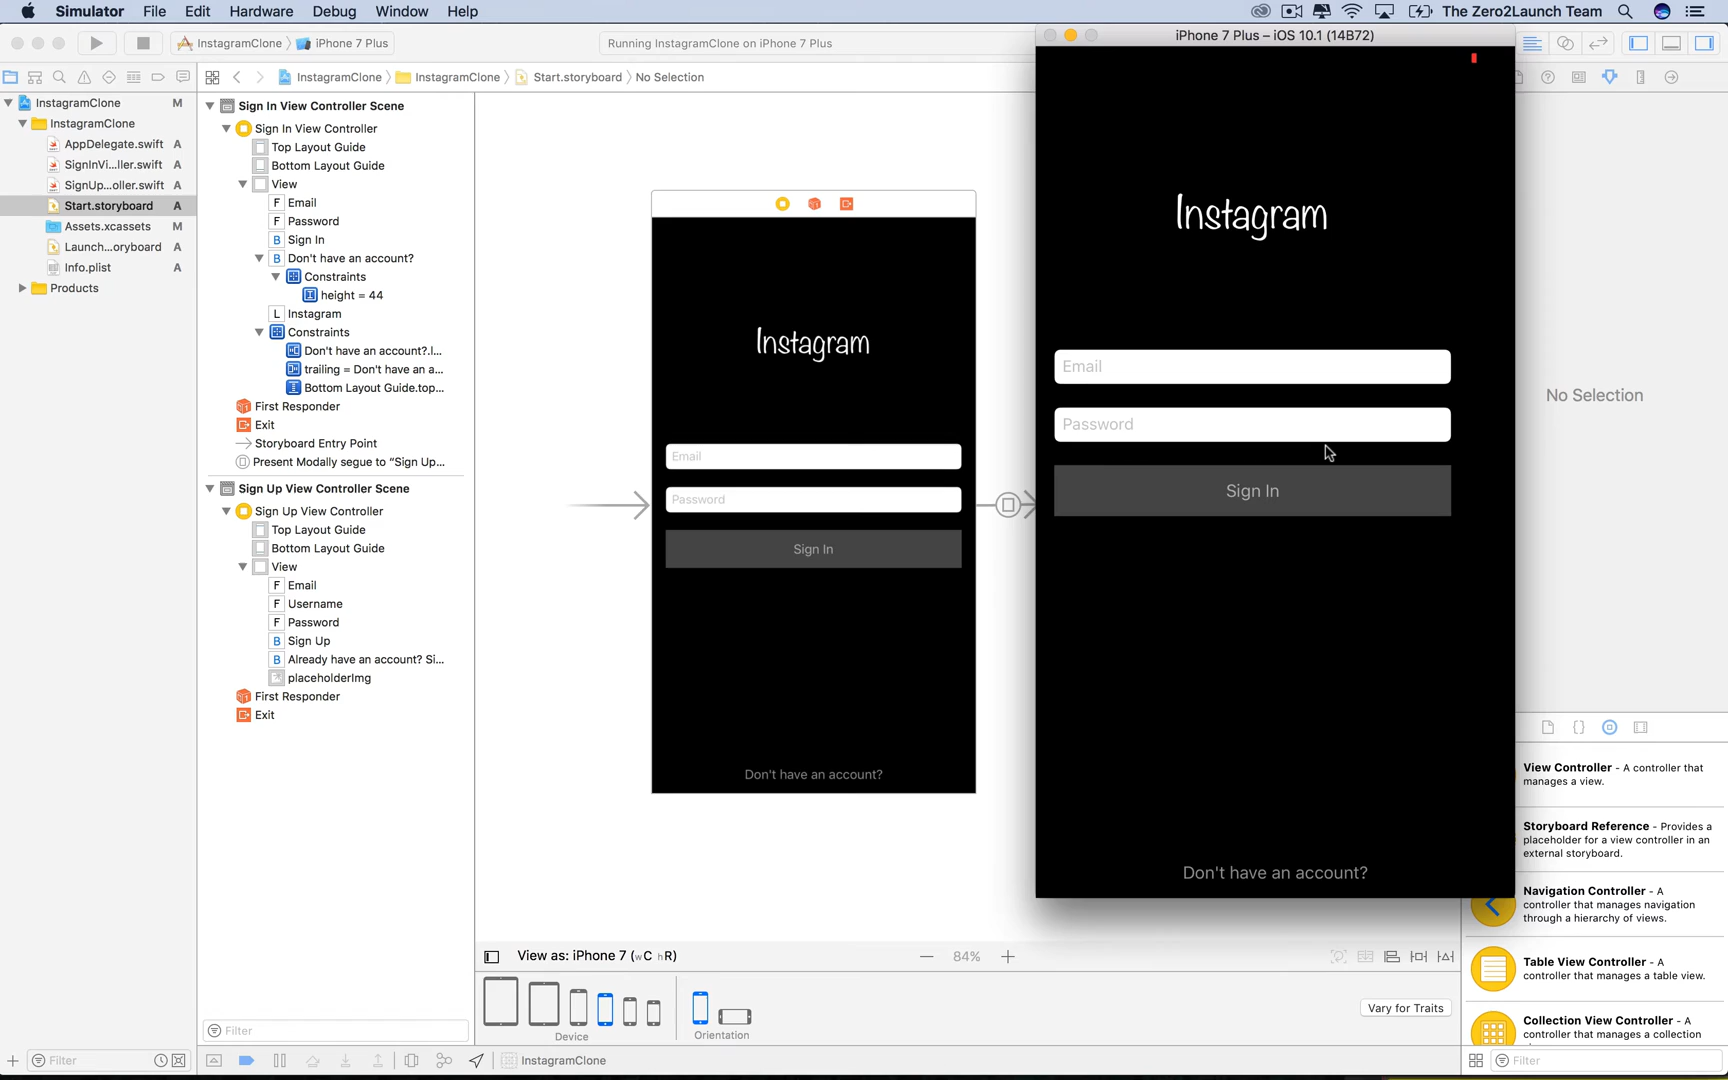 Simulator File Edit Hardware Debug Window Help
The Zero2Launch Team
InstagramClone iPhone 7 Plus
Running InstagramClone on iPhone 7 Plus
iPhone 7 Plus – iOS 10.1 (14B72)
InstagramClone InstagramClone Start.storyboard No Selection
InstagramClone M
InstagramClone
AppDelegate.swift A
SignInVi...ller.swift A
SignUp...oller.swift A
Start.storyboard A
Assets.xcassets M
Launch...oryboard A
Info.plist A
Products
Filter
Sign In View Controller Scene
Sign In View Controller
Top Layout Guide
Bottom Layout Guide
View
F Email
F Password
B Sign In
B Don't have an account?
Constraints
height = 44
L Instagram
Constraints
Don't have an account?.l...
trailing = Don't have an a...
Bottom Layout Guide.top...
First Responder
Exit
Storyboard Entry Point
Present Modally segue to “Sign Up...
Sign Up View Controller Scene
Sign Up View Controller
Top Layout Guide
Bottom Layout Guide
View
F Email
F Username
F Password
B Sign Up
B Already have an account? Si...
placeholderImg
First Responder
Exit
Filter
Instagram
Email
Password
Sign In
Don't have an account?
Instagram
Email
Password
Sign In
Don't have an account?
View as: iPhone 7 (wC hR)
84%
Device
Orientation
Vary for Traits
InstagramClone
No Selection
View Controller - A controller that
manages a view.
Storyboard Reference - Provides a
placeholder for a view controller in an
external storyboard.
Navigation Controller - A
controller that manages navigation
through a hierarchy of views.
Table View Controller - A
controller that manages a table view.
Collection View Controller - A
controller that manages a collection
Filter